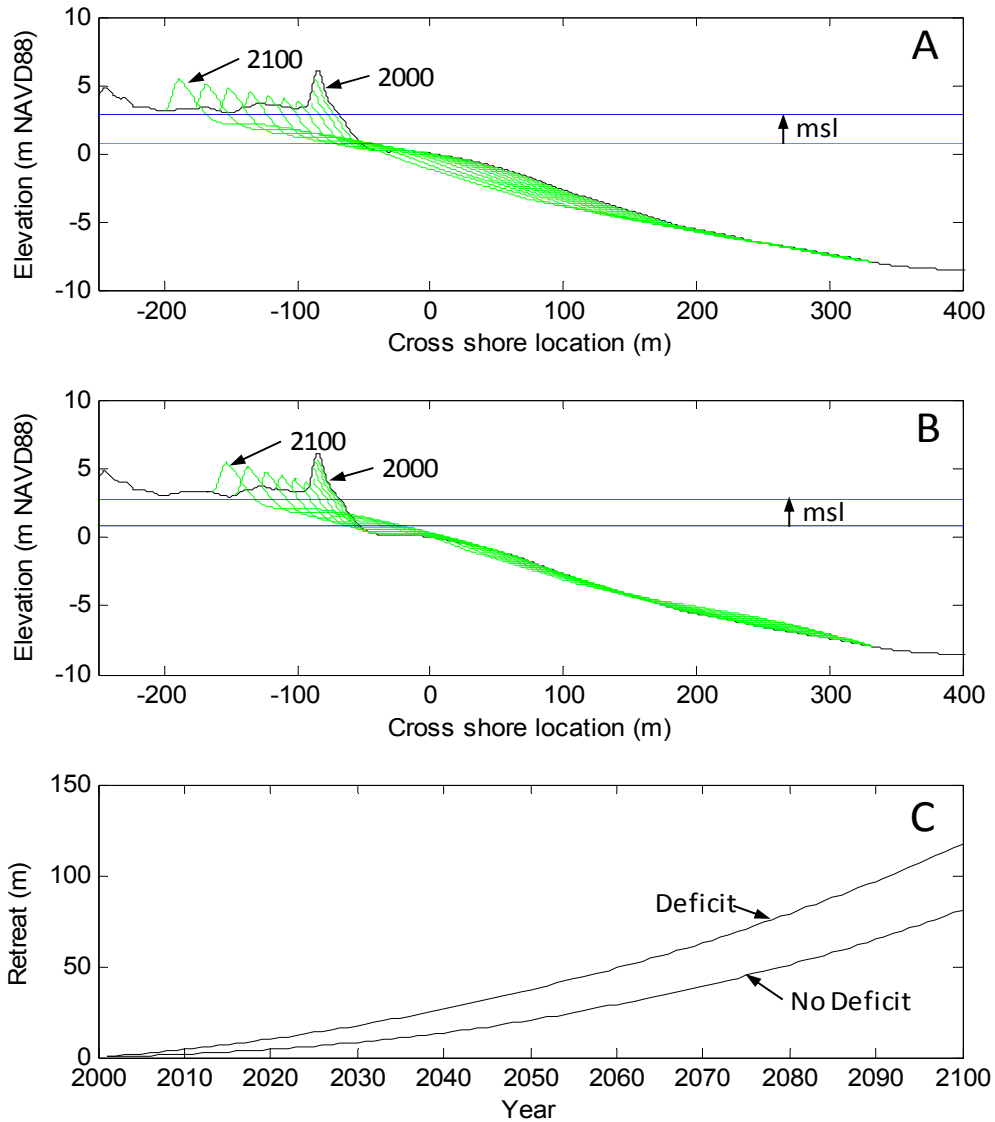 A
10
5
0
-5
-10
Elevation (m NAVD88)
2100
2000
msl
-200 -100 0 100 200 300 400
Cross shore location (m)
B
10
5
0
-5
-10
Elevation (m NAVD88)
2100
2000
msl
-200 -100 0 100 200 300 400
Cross shore location (m)
C
150
100
50
0
Retreat (m)
Deficit
No Deficit
2000 2010 2020 2030 2040 2050 2060 2070 2080 2090 2100
Year